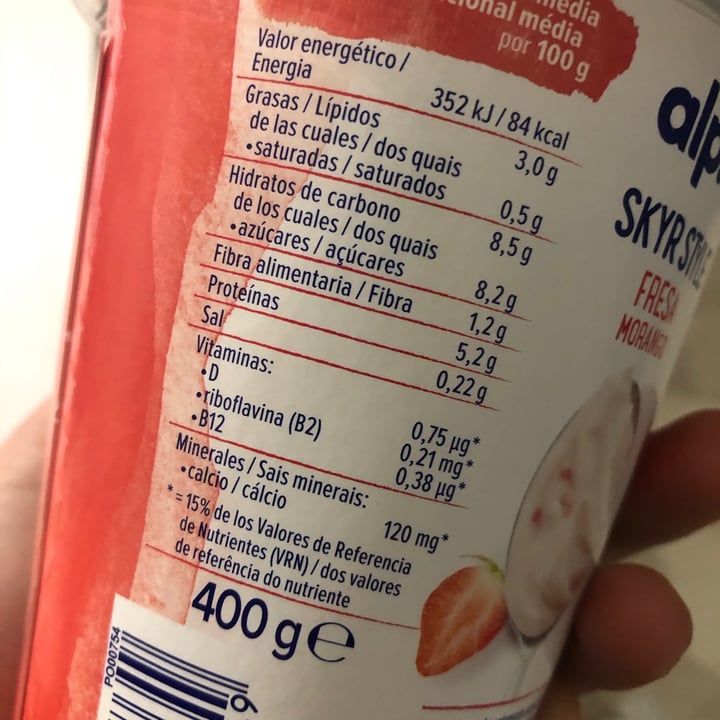 média
cional média
por 100 g
Valor energético /
Energia
352 kJ / 84 kcal
Grasas / Lípidos
3,0 g
de las cuales / dos quais
•saturadas / saturados
0,5 g
Hidratos de carbono
8,5 g
de los cuales / dos quais
•azúcares / açúcares
8,2 g
Fibra alimentaria / Fibra
1,2 g
Proteínas
5,2 g
Sal
0,22 g
Vitaminas:
•D
0,75 µg*
•riboflavina (B2)
0,21 mg*
•B12
0,38 µg*
Minerales / Sais minerais:
•calcio / cálcio
120 mg*
* = 15% de los Valores de Referencia
de Nutrientes (VRN) / dos valores
de referência do nutriente
400 g e
PO00754
alp
SKYR STYLE
FRESA
MORANGO